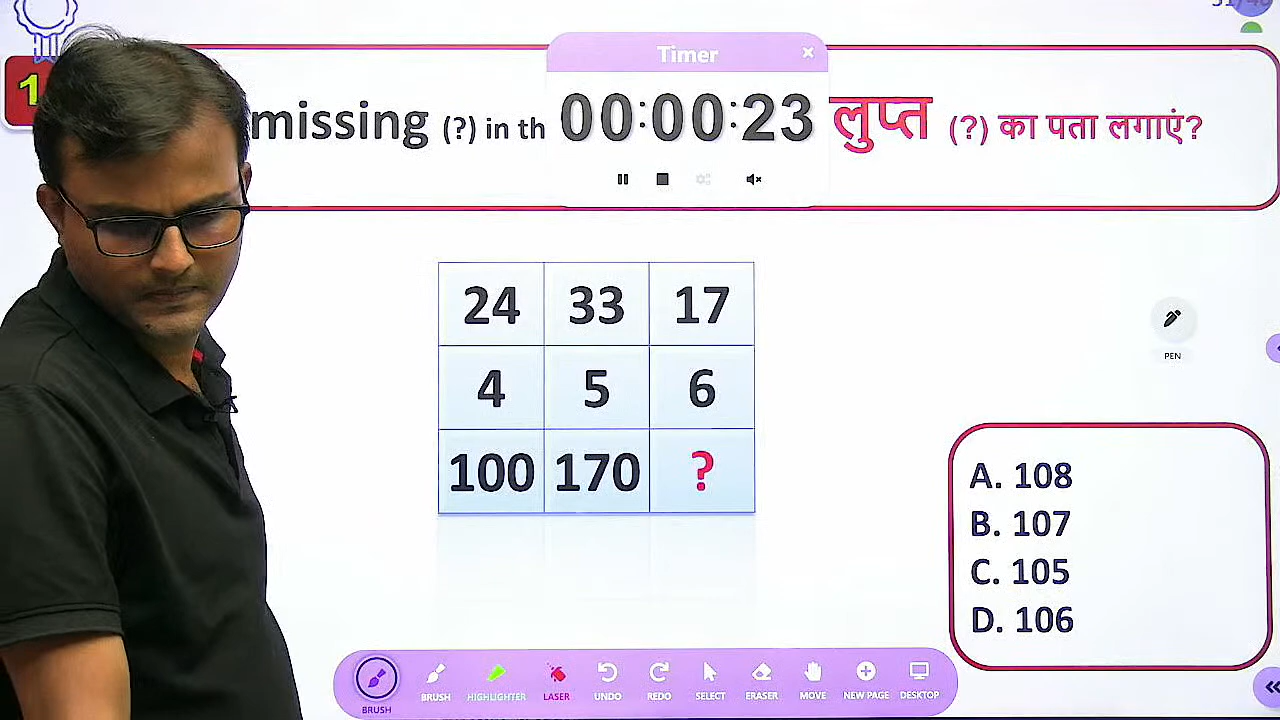 Timer
1
missing (?) in th
00:00:23
लुप्त (?) का पता लगाएं?
24 33 17
4 5 6
100 170 ?
PEN
A. 108
B. 107
C. 105
D. 106
BRUSH
BRUSH
HIGHLIGHTER
LASER
UNDO
REDO
SELECT
ERASER
MOVE
NEW PAGE
DESKTOP